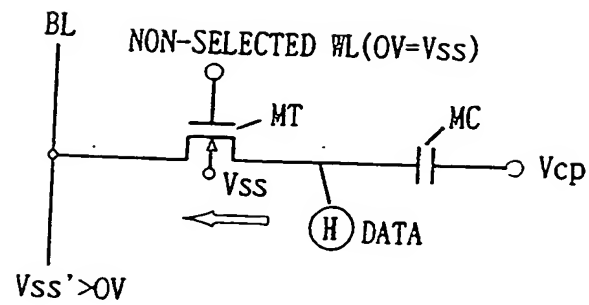 BL
NON-SELECTED WL(0V=Vss)
MT
MC
Vss
Vcp
H DATA
Vss'>0V